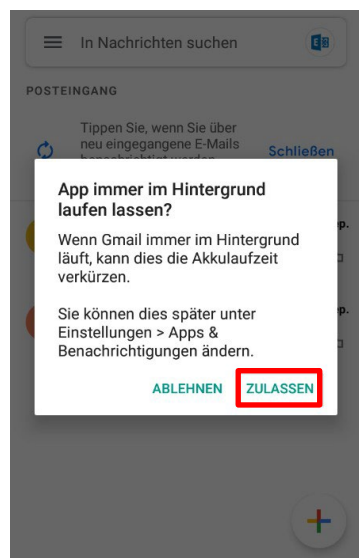 In Nachrichten suchen
POSTEINGANG
Tippen Sie, wenn Sie über
neu eingegangene E-Mails
benachrichtigt werden
Schließen
App immer im Hintergrund
laufen lassen?
Wenn Gmail immer im Hintergrund
läuft, kann dies die Akkulaufzeit
verkürzen.
Sie können dies später unter
Einstellungen > Apps &
Benachrichtigungen ändern.
ABLEHNEN ZULASSEN